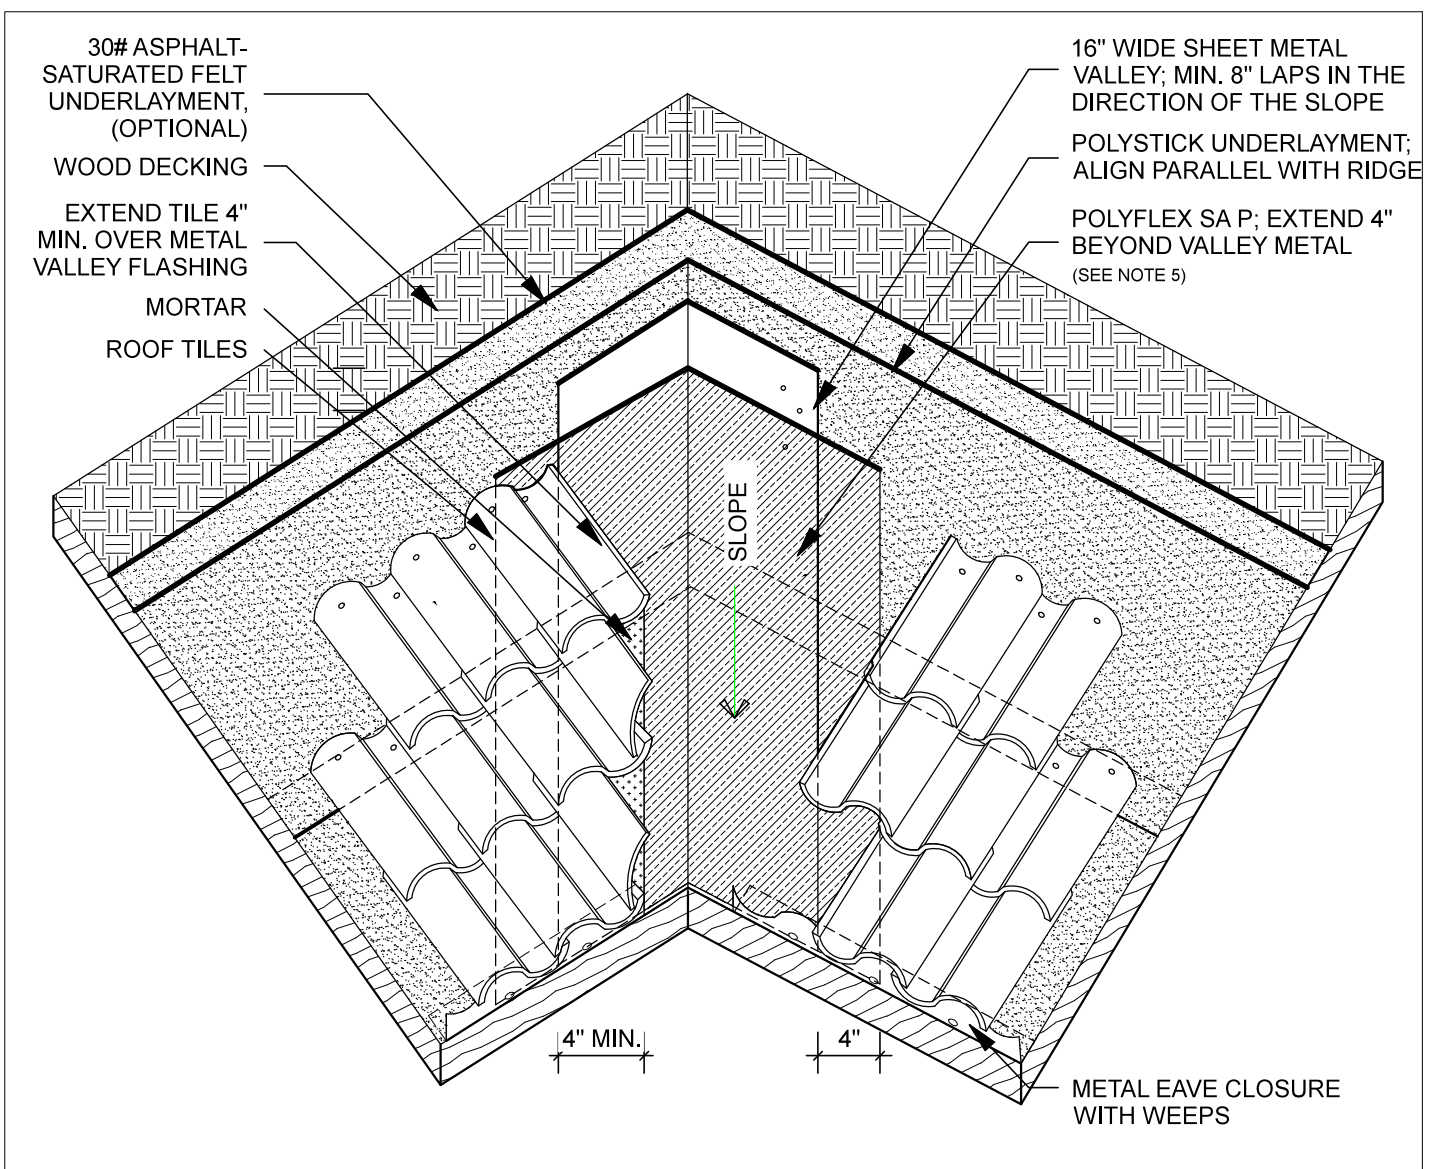 30# ASPHALT-
SATURATED FELT
UNDERLAYMENT,
(OPTIONAL)
WOOD DECKING
EXTEND TILE 4"
MIN. OVER METAL
VALLEY FLASHING
MORTAR
ROOF TILES
16" WIDE SHEET METAL
VALLEY; MIN. 8" LAPS IN THE
DIRECTION OF THE SLOPE
POLYSTICK UNDERLAYMENT;
ALIGN PARALLEL WITH RIDGE
POLYFLEX SA P; EXTEND 4"
BEYOND VALLEY METAL
(SEE NOTE 5)
SLOPE
4" MIN.
4"
METAL EAVE CLOSURE
WITH WEEPS